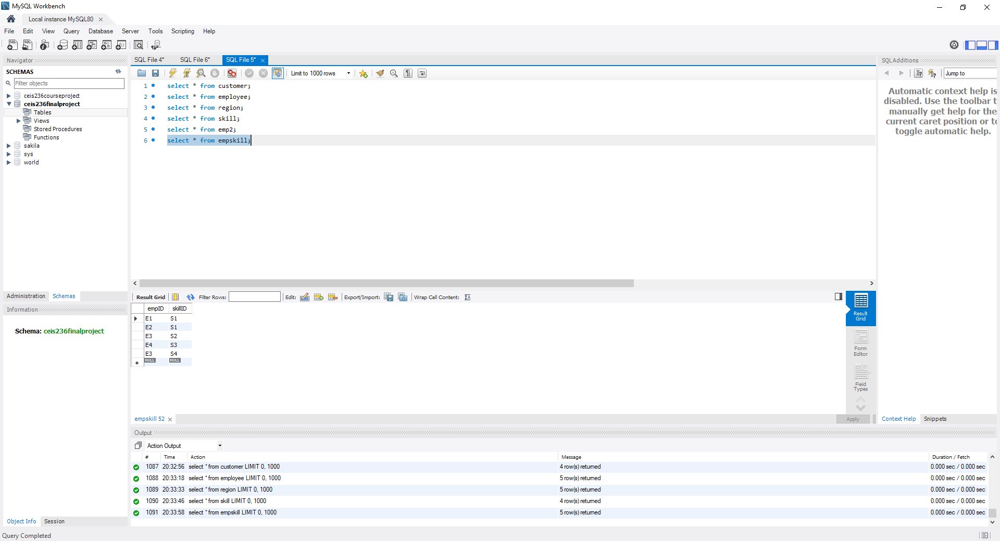 MySQL Workbench
Local instance MySQL80
File Edit View Query Database Server Tools Scripting Help
Navigator
SCHEMAS
Filter objects
ceis236courseproject
ceis236finalproject
Tables
Views
Stored Procedures
Functions
sakila
sys
world
Administration Schemas
Information
Schema: ceis236finalproject
Object Info Session
SQL File 4* SQL File 6* SQL File 5*
Limit to 1000 rows
1 select * from customer;
2 select * from employee;
3 select * from region;
4 select * from skill;
5 select * from emp2;
6 select * from empskill;
Result Grid Filter Rows: Edit: Export/Import: Wrap Cell Content:
empID skillID
E1 S1
E2 S1
E3 S2
E4 S3
E3 S4
NULL NULL
Result
Grid
Form
Editor
Field
Types
empskill 52
Apply
SQLAdditions
Jump to
Automatic context help is
disabled. Use the toolbar t
manually get help for the
current caret position or to
toggle automatic help.
Context Help Snippets
Output
Action Output
# Time Action Message Duration / Fetch
1087 20:32:56 select * from customer LIMIT 0, 1000 4 row(s) returned 0.000 sec / 0.000 sec
1088 20:33:18 select * from employee LIMIT 0, 1000 5 row(s) returned 0.000 sec / 0.000 sec
1089 20:33:33 select * from region LIMIT 0, 1000 5 row(s) returned 0.000 sec / 0.000 sec
1090 20:33:46 select * from skill LIMIT 0, 1000 4 row(s) returned 0.000 sec / 0.000 sec
1091 20:33:58 select * from empskill LIMIT 0, 1000 5 row(s) returned 0.000 sec / 0.000 sec
Query Completed